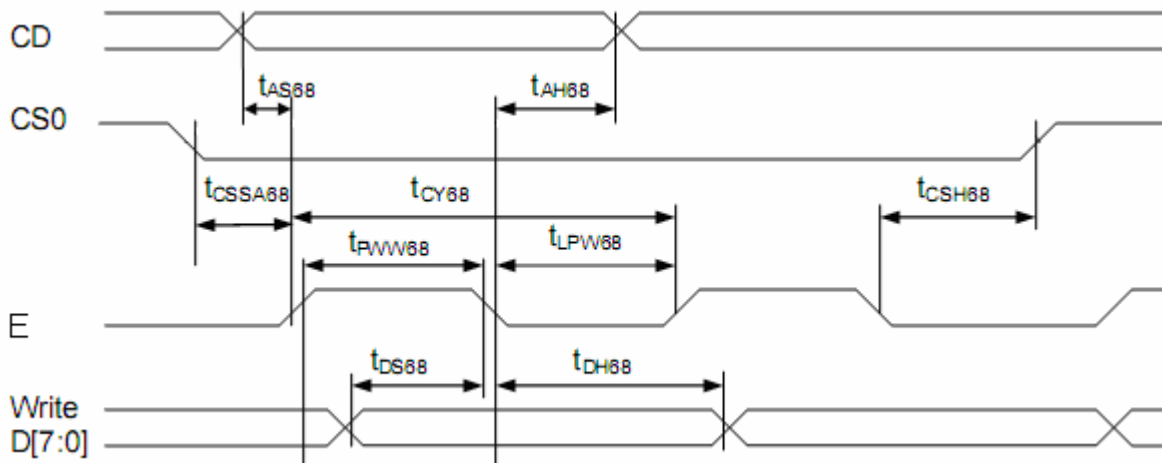 CD
tAS68 tAH68
CS0
tCSSA68 tCY68 tCSH68
tPWW68 tLPW68
E
tDS68 tDH68
Write
D[7:0]